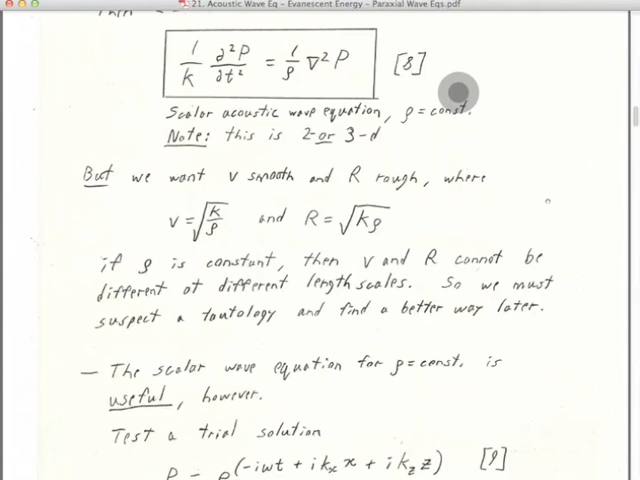 21. Acoustic Wave Eq – Evanescent Energy – Paraxial Wave Eqs.pdf
1/k ∂²P/∂t² = 1/ρ ∇²P [8]
Scalar acoustic wave equation, ρ = const.
Note: this is 2-or 3-d
But we want v smooth and R rough, where
v = √(k/ρ) and R = √(kρ)
if ρ is constant, then v and R cannot be
different at different length scales. So we must
suspect a tautology and find a better way later.
— The scalar wave equation for ρ = const. is
useful, however.
Test a trial solution
(-iωt + ik_x x + ik_z z) [9]